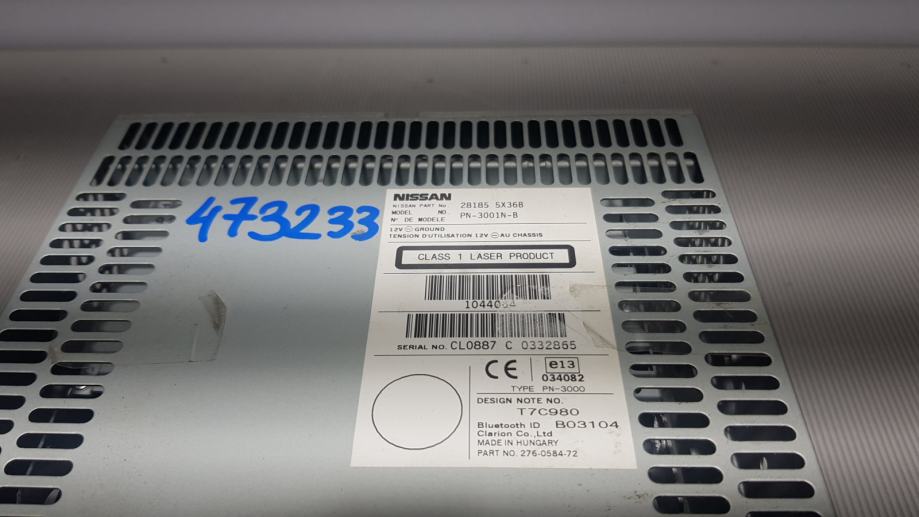 473233
NISSAN
NISSAN PART No. 28185 5X36B
MODEL NO. PN-3001N-B
Nº DE MODELE
12V ⊖ GROUND
TENSION D'UTILISATION 12V ⊖ AU CHASSIS
CLASS 1 LASER PRODUCT
SERIAL NO. CL0887 C 0332865
CE
e13
034082
TYPE PN-3000
DESIGN NOTE NO.
T7C980
Bluetooth ID B03104
Clarion Co.,Ltd
MADE IN HUNGARY
PART NO. 276-0584-72